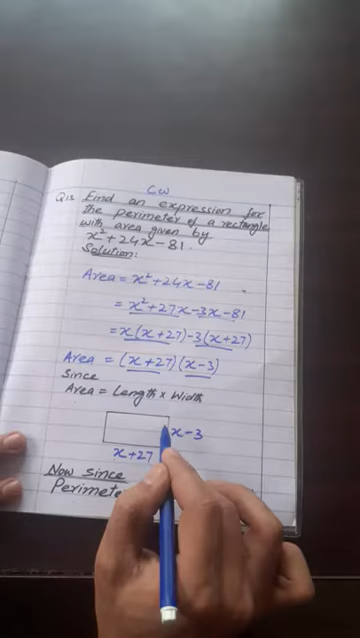 CW
Q13 Find an expression for
the perimeter of a rectangle
with area given by
x² + 24x - 81.
Solution:
Area = x² + 24x - 81
= x² + 27x - 3x - 81
= x(x + 27) - 3(x + 27)
Area = (x + 27)(x - 3)
Since
Area = Length × Width
x - 3
x + 27
Now since
Perimete